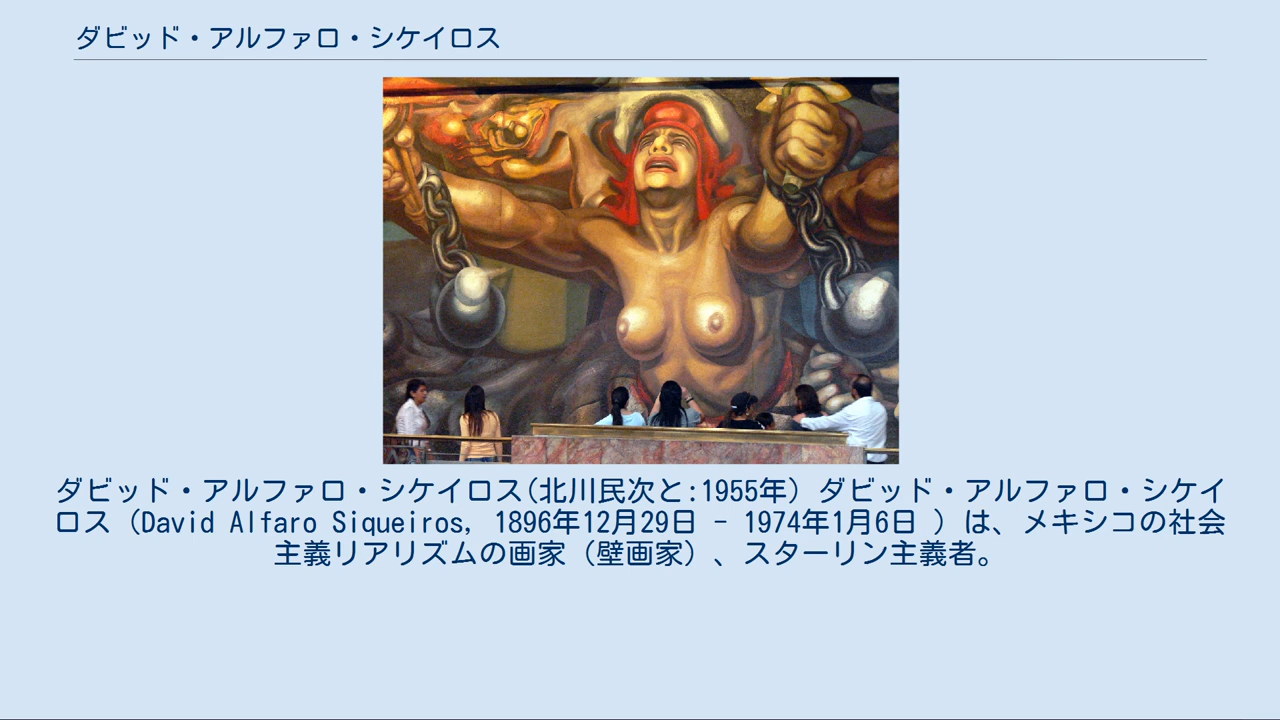 ダビッド・アルファロ・シケイロス
ダビッド・アルファロ・シケイロス(北川民次と:1955年) ダビッド・アルファロ・シケイ
ロス (David Alfaro Siqueiros, 1896年12月29日 - 1974年1月6日 ) は、メキシコの社会
主義リアリズムの画家（壁画家）、スターリン主義者。